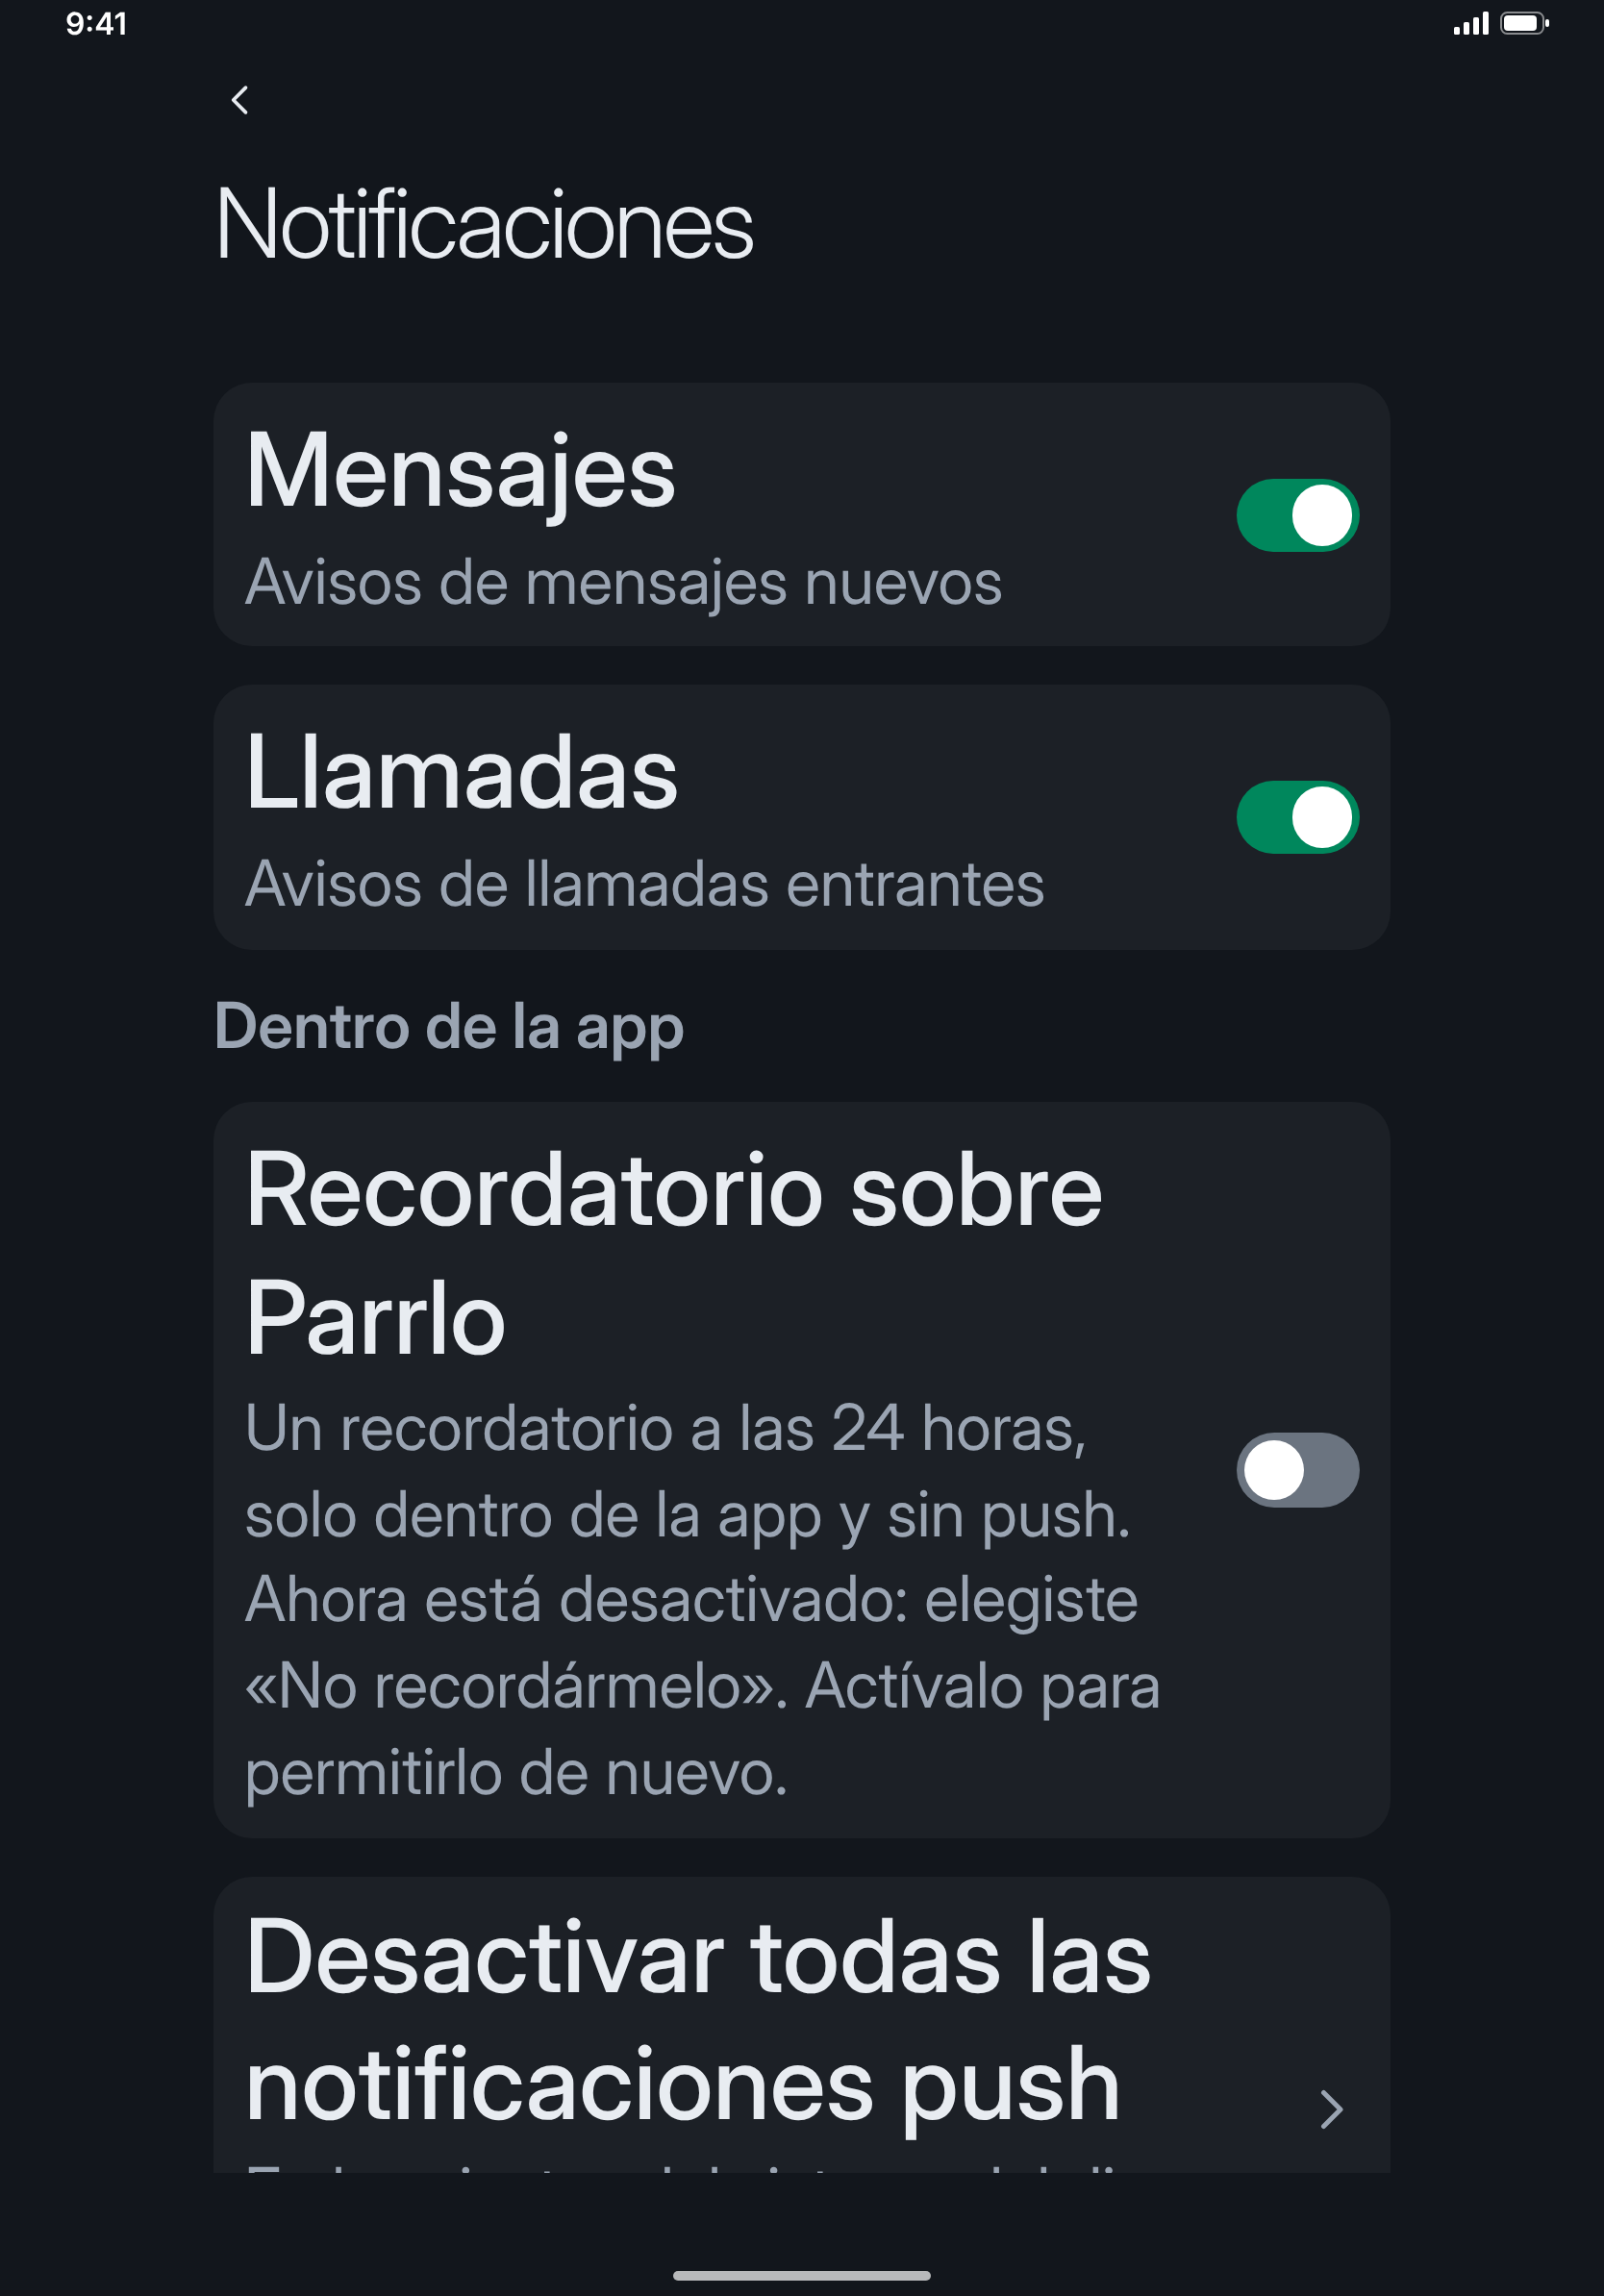 9:41
Notificaciones
Mensajes
Avisos de mensajes nuevos
Llamadas
Avisos de llamadas entrantes
Dentro de la app
Recordatorio sobre
Parrlo
Un recordatorio a las 24 horas,
solo dentro de la app y sin push.
Ahora está desactivado: elegiste
«No recordármelo». Actívalo para
permitirlo de nuevo.
Desactivar todas las
notificaciones push